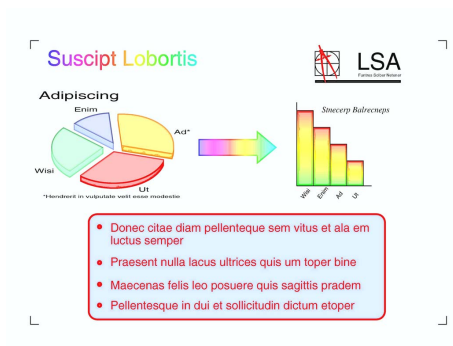 Suscipt Lobortis
LSA
Adipiscing
Enim
Ad*
Wisi
Ut
*Hendrerit in vulputate velit esse modestie
Smecerp Balrecneps
Wisi
Enim
Ad
Ut
Donec citae diam pellenteque sem vitus et ala em
luctus semper
Praesent nulla lacus ultrices quis um toper bine
Maecenas felis leo posuere quis sagittis pradem
Pellentesque in dui et sollicitudin dictum etoper